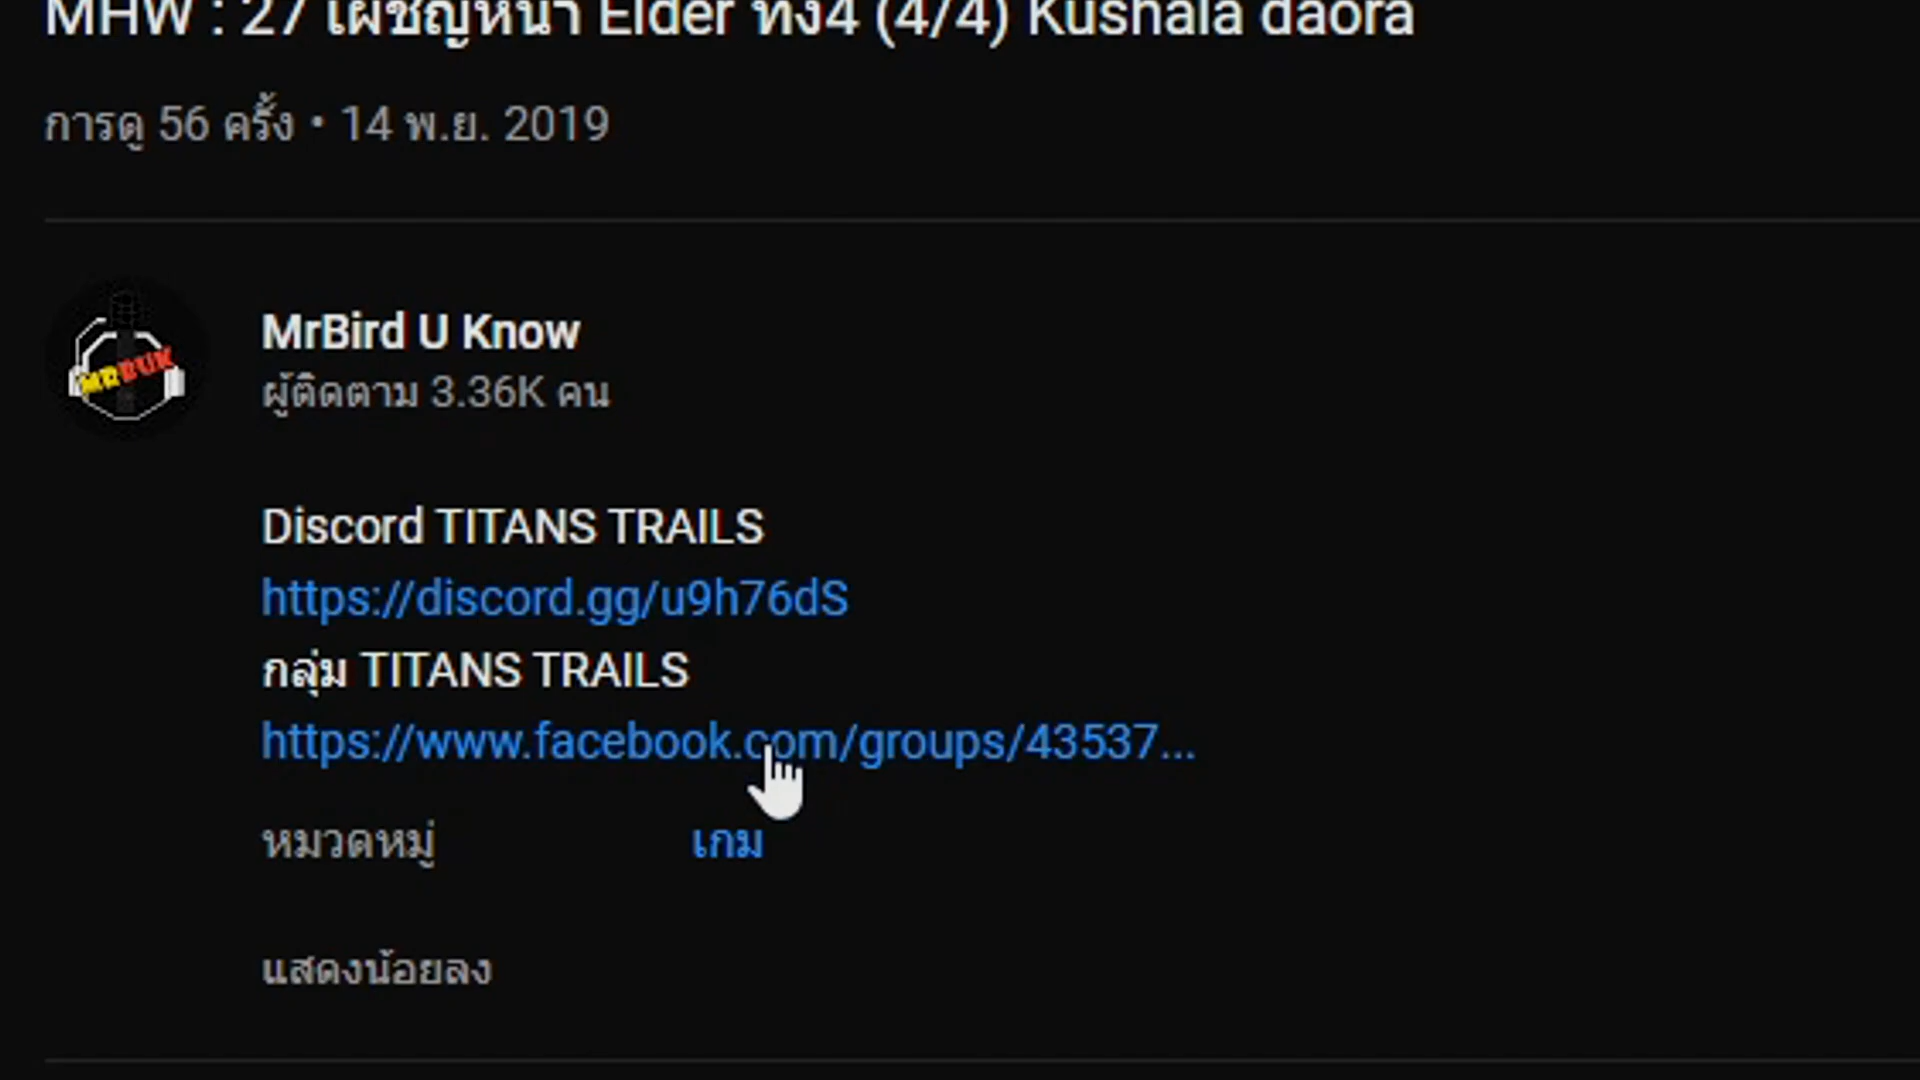 MHW : 27 เผชิญหน้า Elder ทั้ง4 (4/4) Kushala daora
การดู 56 ครั้ง • 14 พ.ย. 2019
MRBUK
MrBird U Know
ผู้ติดตาม 3.36K คน
Discord TITANS TRAILS
https://discord.gg/u9h76dS
กลุ่ม TITANS TRAILS
https://www.facebook.com/groups/43537...
หมวดหมู่ เกม
แสดงน้อยลง